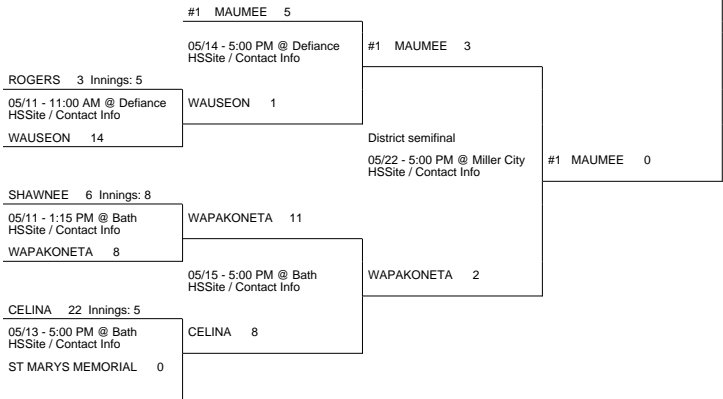 #1 MAUMEE 5
05/14 - 5:00 PM @ Defiance
HSSite / Contact Info
#1 MAUMEE 3
ROGERS 3 Innings: 5
05/11 - 11:00 AM @ Defiance
HSSite / Contact Info
WAUSEON 1
WAUSEON 14
District semifinal
05/22 - 5:00 PM @ Miller City
HSSite / Contact Info
#1 MAUMEE 0
SHAWNEE 6 Innings: 8
05/11 - 1:15 PM @ Bath
HSSite / Contact Info
WAPAKONETA 11
WAPAKONETA 8
05/15 - 5:00 PM @ Bath
HSSite / Contact Info
WAPAKONETA 2
CELINA 22 Innings: 5
05/13 - 5:00 PM @ Bath
HSSite / Contact Info
CELINA 8
ST MARYS MEMORIAL 0